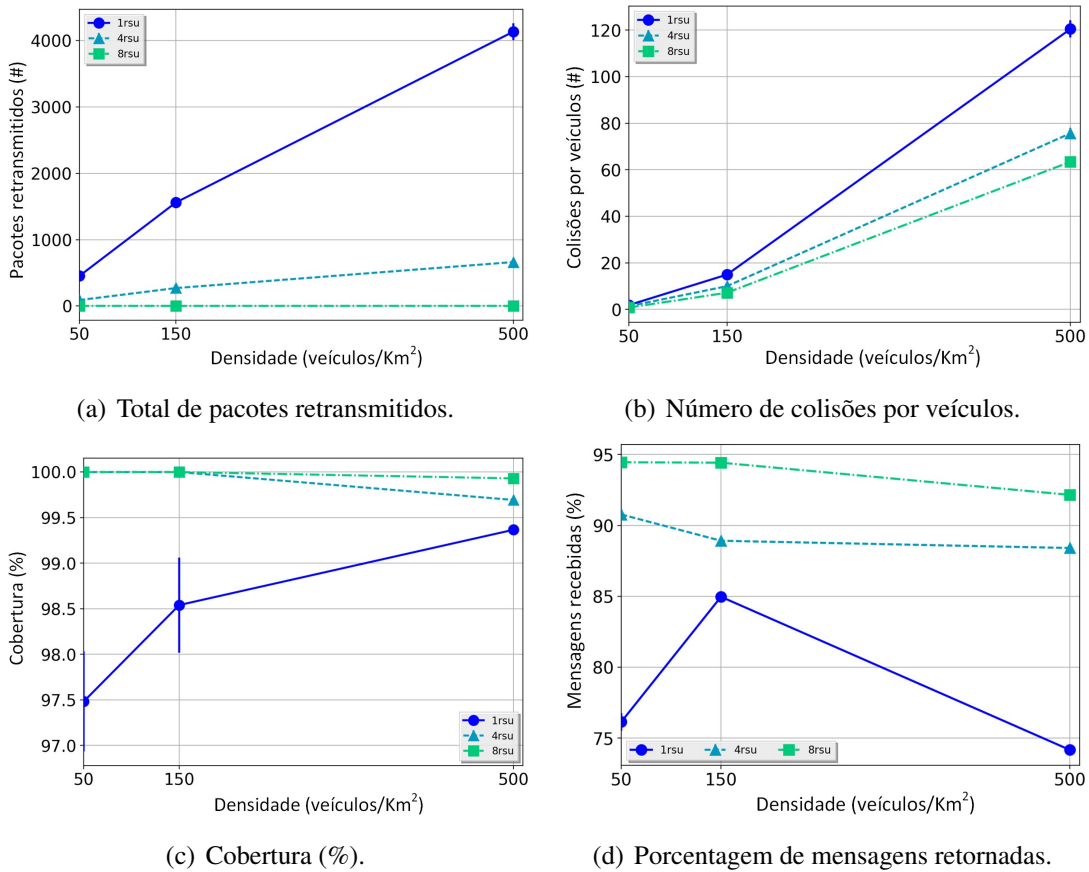 1rsu
4rsu
8rsu
4000
3000
2000
1000
0
50
150
500
Pacotes retransmitidos (#)
Densidade (veículos/Km²)
(a) Total de pacotes retransmitidos.
1rsu
4rsu
8rsu
120
100
80
60
40
20
0
50
150
500
Colisões por veículos (#)
Densidade (veículos/Km²)
(b) Número de colisões por veículos.
100.0
99.5
99.0
98.5
98.0
97.5
97.0
1rsu
4rsu
8rsu
50
150
500
Cobertura (%)
Densidade (veículos/Km²)
(c) Cobertura (%).
95
90
85
80
75
1rsu 4rsu 8rsu
50
150
500
Mensagens recebidas (%)
Densidade (veículos/Km²)
(d) Porcentagem de mensagens retornadas.